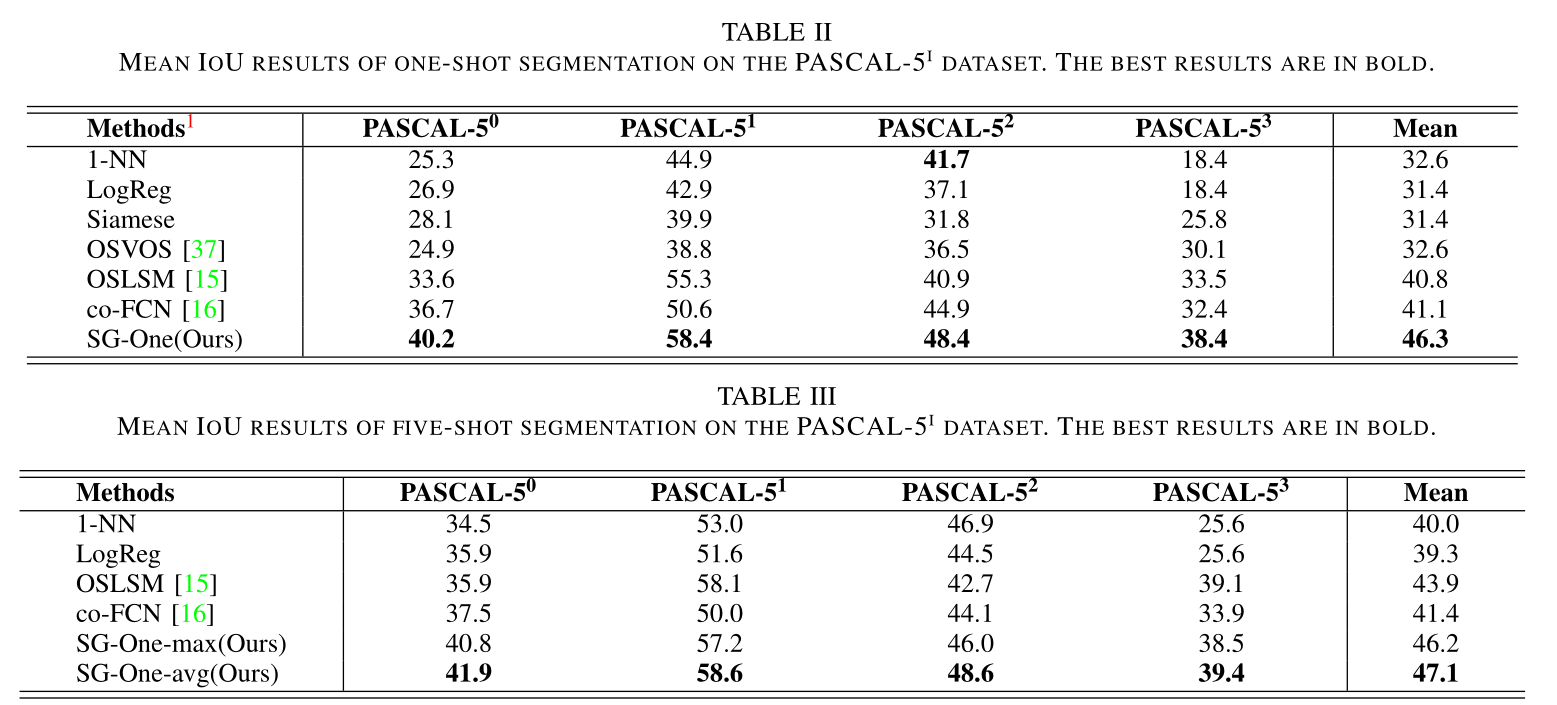 TABLE II
MEAN IOU RESULTS OF ONE-SHOT SEGMENTATION ON THE PASCAL-5^I DATASET. THE BEST RESULTS ARE IN BOLD.
Methods^1 PASCAL-5^0 PASCAL-5^1 PASCAL-5^2 PASCAL-5^3 Mean
1-NN 25.3 44.9 41.7 18.4 32.6
LogReg 26.9 42.9 37.1 18.4 31.4
Siamese 28.1 39.9 31.8 25.8 31.4
OSVOS [37] 24.9 38.8 36.5 30.1 32.6
OSLSM [15] 33.6 55.3 40.9 33.5 40.8
co-FCN [16] 36.7 50.6 44.9 32.4 41.1
SG-One(Ours) 40.2 58.4 48.4 38.4 46.3
TABLE III
MEAN IOU RESULTS OF FIVE-SHOT SEGMENTATION ON THE PASCAL-5^I DATASET. THE BEST RESULTS ARE IN BOLD.
Methods PASCAL-5^0 PASCAL-5^1 PASCAL-5^2 PASCAL-5^3 Mean
1-NN 34.5 53.0 46.9 25.6 40.0
LogReg 35.9 51.6 44.5 25.6 39.3
OSLSM [15] 35.9 58.1 42.7 39.1 43.9
co-FCN [16] 37.5 50.0 44.1 33.9 41.4
SG-One-max(Ours) 40.8 57.2 46.0 38.5 46.2
SG-One-avg(Ours) 41.9 58.6 48.6 39.4 47.1